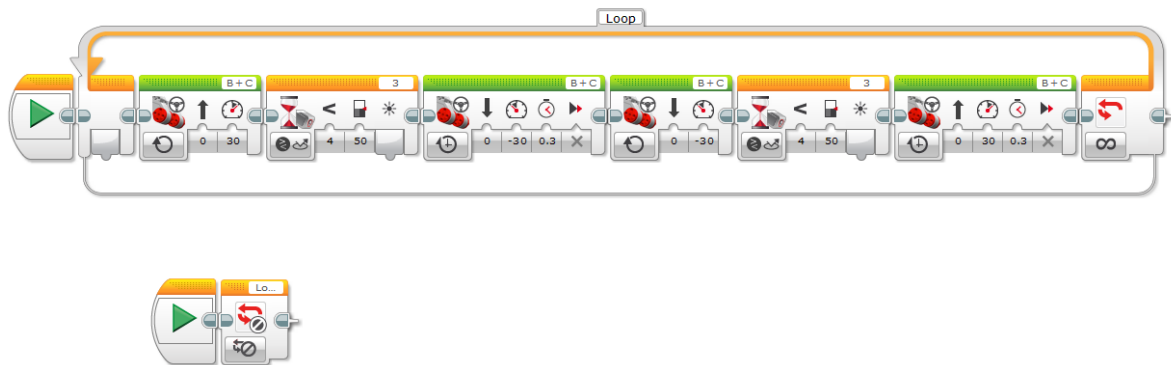 Loop
B + C 3 B + C B + C 3 B + C
0 30 < 4 50 0 -30 0.3 0 -30 < 4 50 0 30 0.3 ∞
Lo...